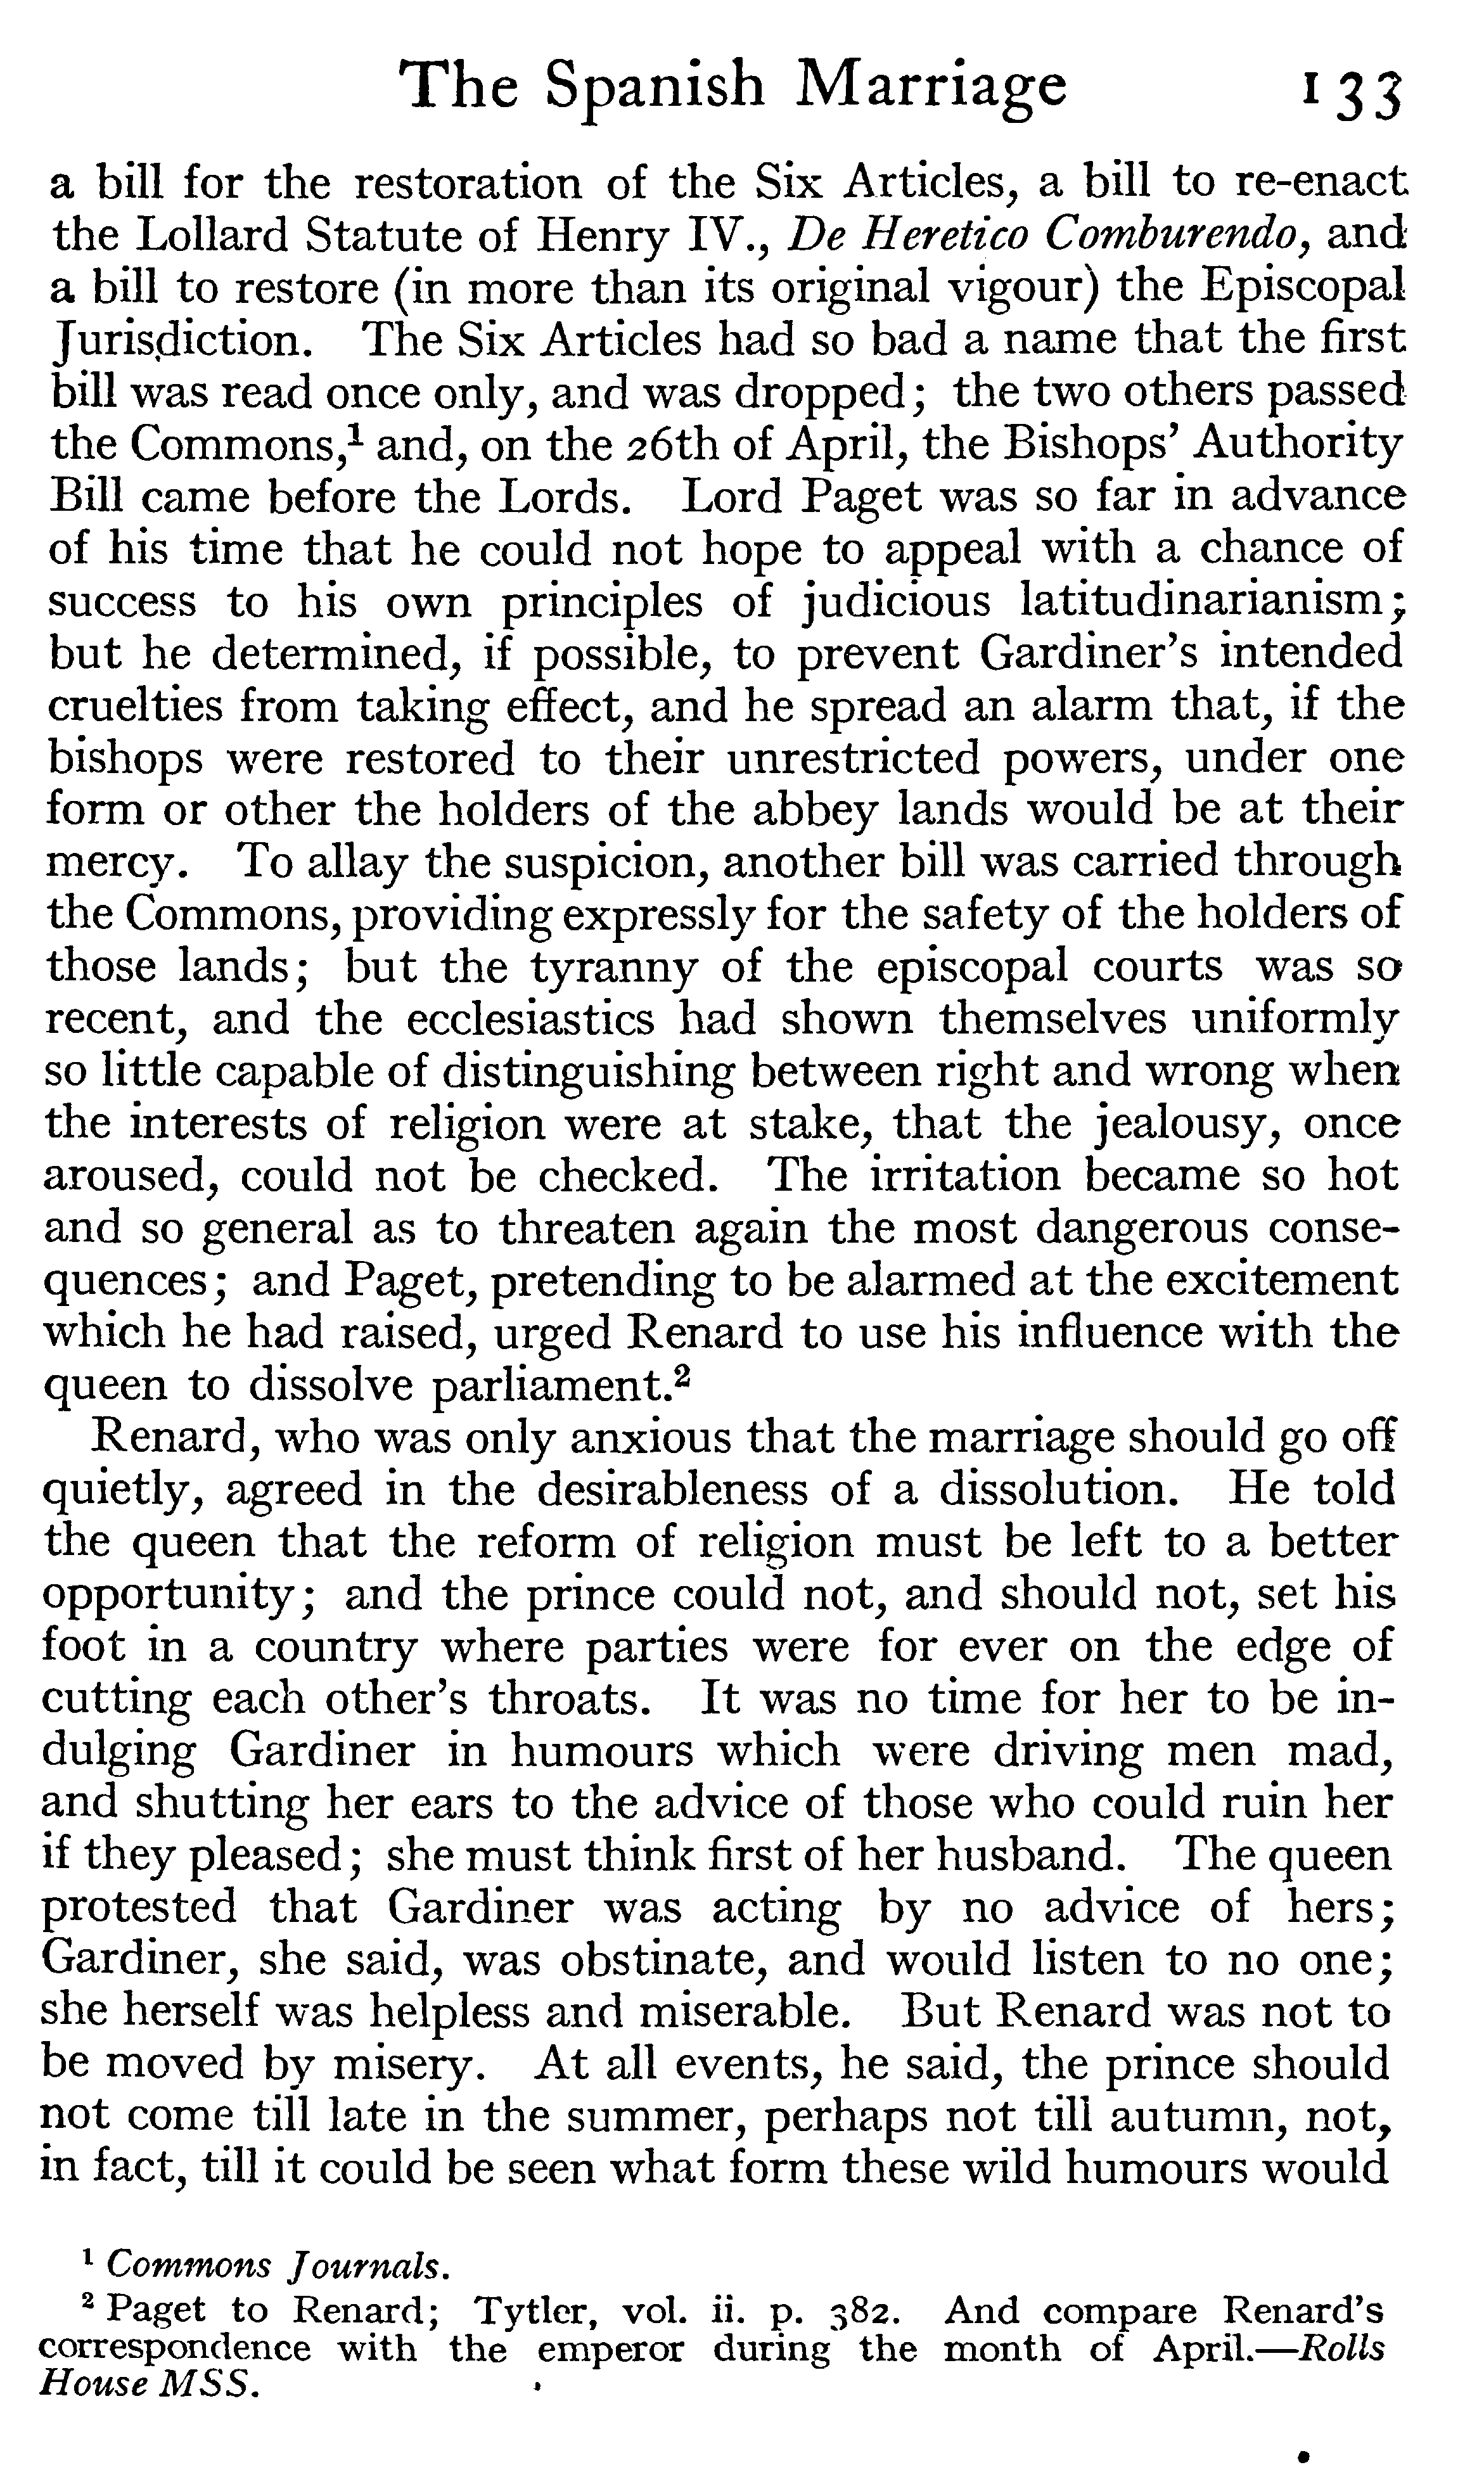 The Spanish Marriage 133
a bill for the restoration of the Six Articles, a bill to re-enact
the Lollard Statute of Henry IV., De Heretico Comburendo, and
a bill to restore (in more than its original vigour) the Episcopal
Jurisdiction. The Six Articles had so bad a name that the first
bill was read once only, and was dropped; the two others passed
the Commons,¹ and, on the 26th of April, the Bishops' Authority
Bill came before the Lords. Lord Paget was so far in advance
of his time that he could not hope to appeal with a chance of
success to his own principles of judicious latitudinarianism;
but he determined, if possible, to prevent Gardiner's intended
cruelties from taking effect, and he spread an alarm that, if the
bishops were restored to their unrestricted powers, under one
form or other the holders of the abbey lands would be at their
mercy. To allay the suspicion, another bill was carried through
the Commons, providing expressly for the safety of the holders of
those lands; but the tyranny of the episcopal courts was so
recent, and the ecclesiastics had shown themselves uniformly
so little capable of distinguishing between right and wrong when
the interests of religion were at stake, that the jealousy, once
aroused, could not be checked. The irritation became so hot
and so general as to threaten again the most dangerous conse-
quences; and Paget, pretending to be alarmed at the excitement
which he had raised, urged Renard to use his influence with the
queen to dissolve parliament.²
Renard, who was only anxious that the marriage should go off
quietly, agreed in the desirableness of a dissolution. He told
the queen that the reform of religion must be left to a better
opportunity; and the prince could not, and should not, set his
foot in a country where parties were for ever on the edge of
cutting each other's throats. It was no time for her to be in-
dulging Gardiner in humours which were driving men mad,
and shutting her ears to the advice of those who could ruin her
if they pleased; she must think first of her husband. The queen
protested that Gardiner was acting by no advice of hers;
Gardiner, she said, was obstinate, and would listen to no one;
she herself was helpless and miserable. But Renard was not to
be moved by misery. At all events, he said, the prince should
not come till late in the summer, perhaps not till autumn, not,
in fact, till it could be seen what form these wild humours would
¹ Commons Journals.
² Paget to Renard; Tytler, vol. ii. p. 382. And compare Renard's
correspondence with the emperor during the month of April.—Rolls
House MSS.